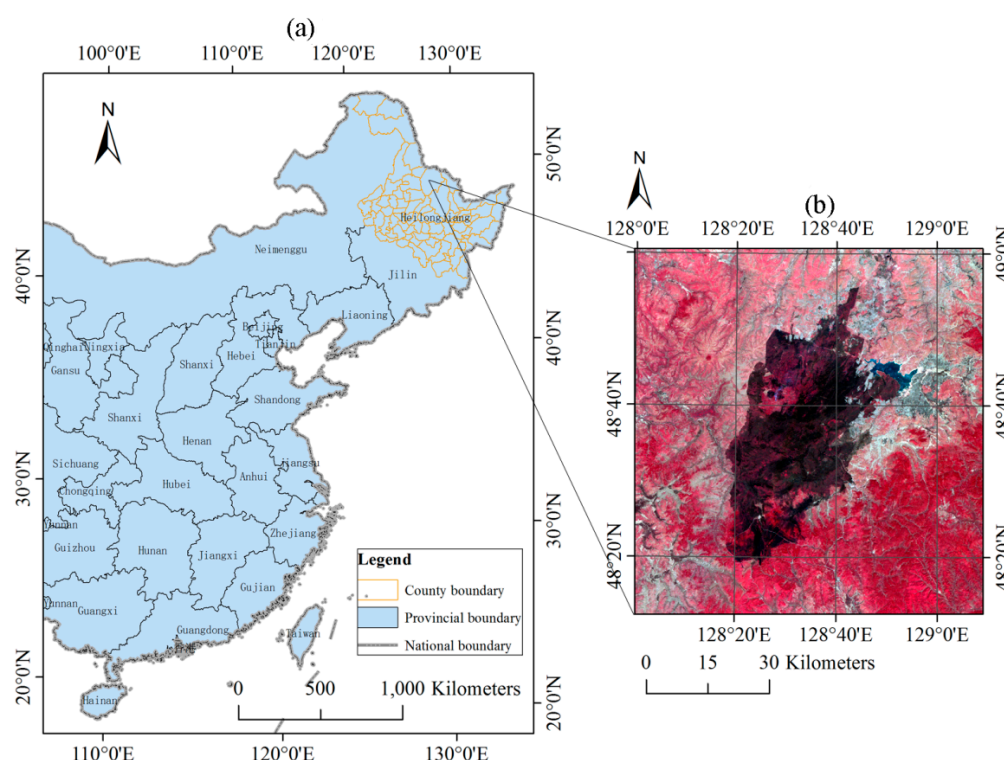 (a)
100°0'E 110°0'E 120°0'E 130°0'E
N
50°0'N
40°0'N
40°0'N
30°0'N
30°0'N
20°0'N
20°0'N
HeilongJiang
Neimenggu
Jilin
Liaoning
Beijing
Tianjin
Qinghai Ningxia
Shanxi
Hebei
Gansu
Shandong
Shanxi
Henan
Jiangsu
Sichuang
Anhui
Hubei
Chongqing
Yunnan
Zhejiang
Guizhou
Hunan
Jiangxi
Gujian
Yunnan
Guangxi
Guangdong
Taiwan
Hainan
Legend
County boundary
Provincial boundary
National boundary
0 500 1,000 Kilometers
110°0'E 120°0'E 130°0'E
N
(b)
128°0'E 128°20'E 128°40'E 129°0'E
49°0'N
48°40'N
48°40'N
48°20'N
48°20'N
128°20'E 128°40'E 129°0'E
0 15 30 Kilometers